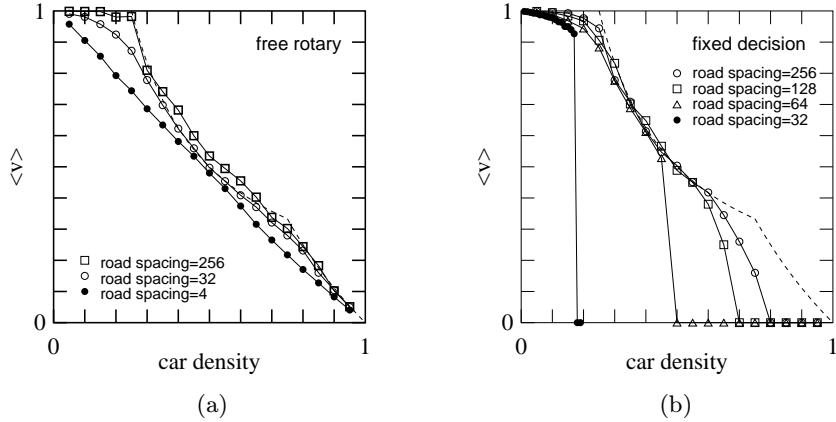 1
free rotary
<v>
road spacing=256
road spacing=32
road spacing=4
0
0
1
car density
(a)
1
fixed decision
road spacing=256
road spacing=128
road spacing=64
road spacing=32
<v>
0
0
1
car density
(b)